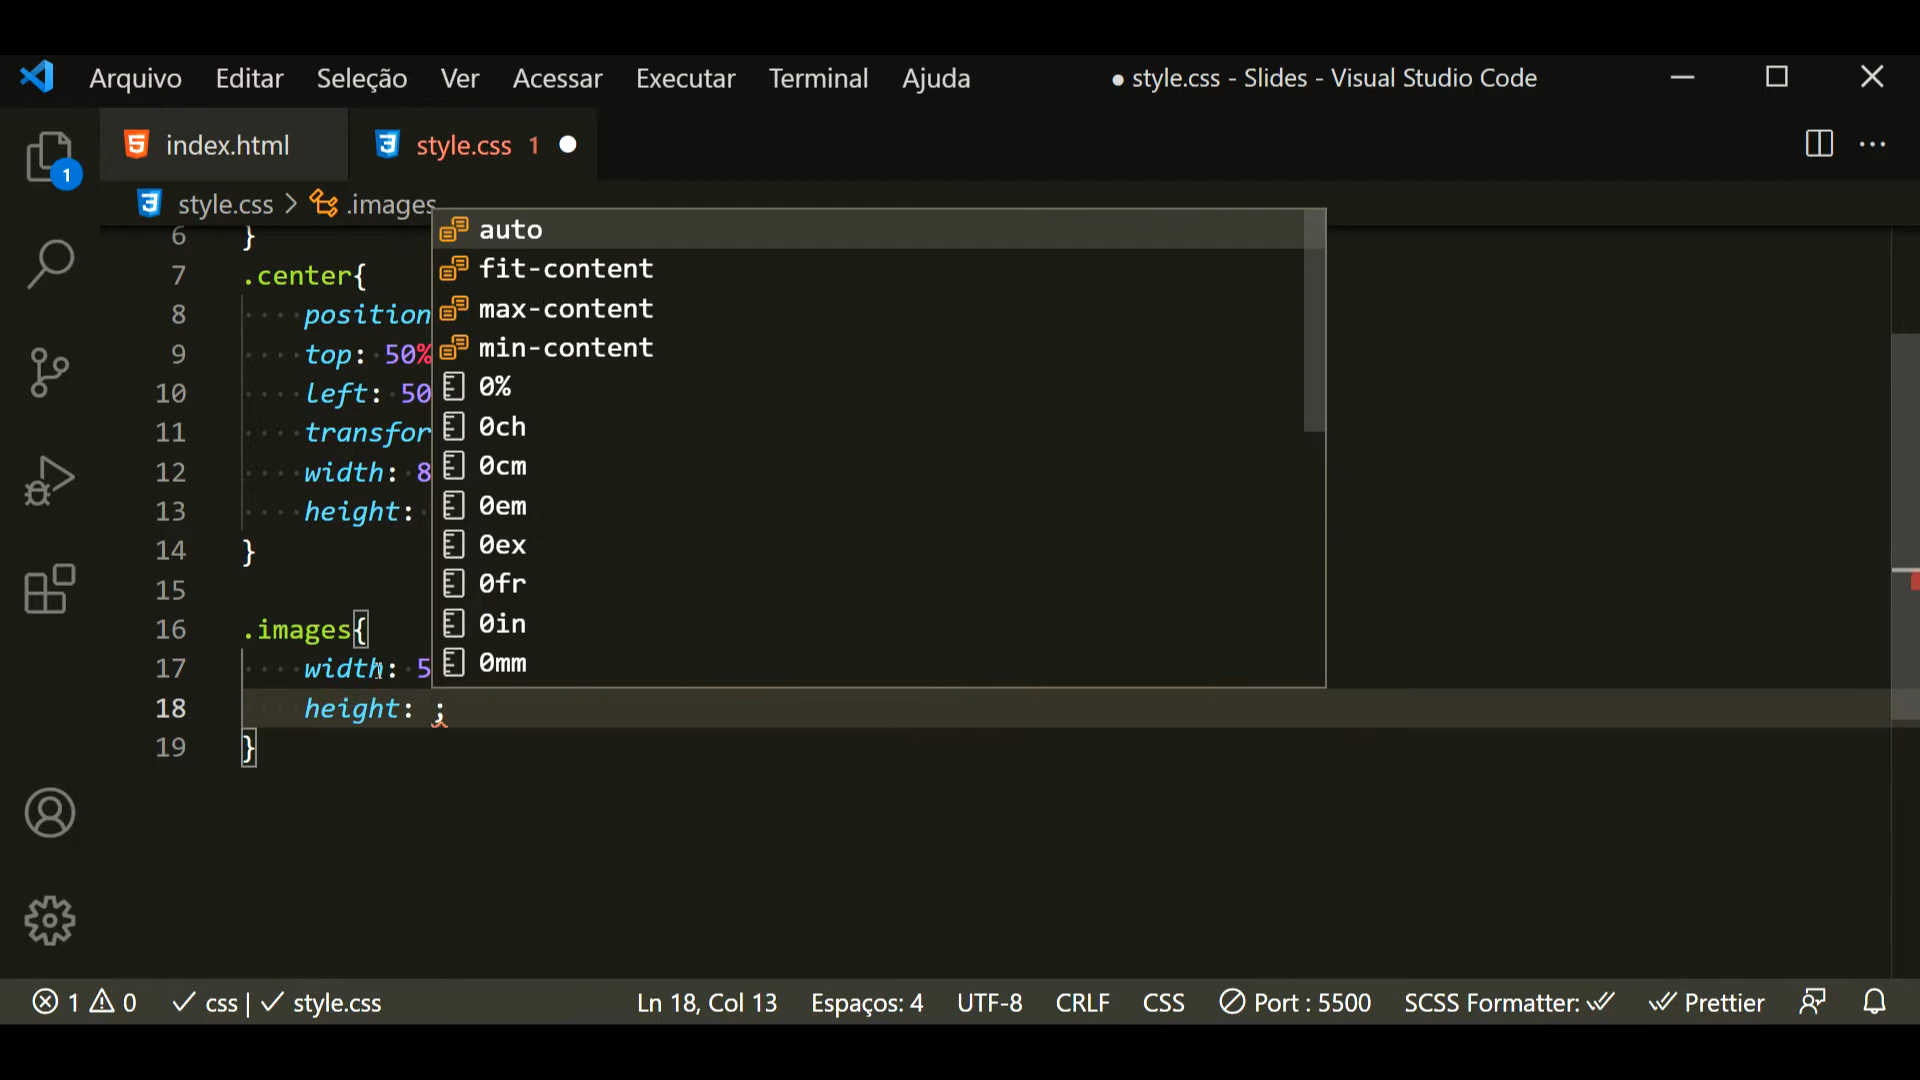 Arquivo Editar Seleção Ver Acessar Executar Terminal Ajuda ● style.css - Slides - Visual Studio Code
index.html style.css 1
style.css > .images
1
6 }
7 .center{
8 position
9 top: 50%
10 left: 50
11 transfor
12 width: 8
13 height:
14 }
15
16 .images{
17 width: 5
18 height: ;
19 }
auto
fit-content
max-content
min-content
0%
0ch
0cm
0em
0ex
0fr
0in
0mm
1 0 css | style.css Ln 18, Col 13 Espaços: 4 UTF-8 CRLF CSS Port : 5500 SCSS Formatter: Prettier